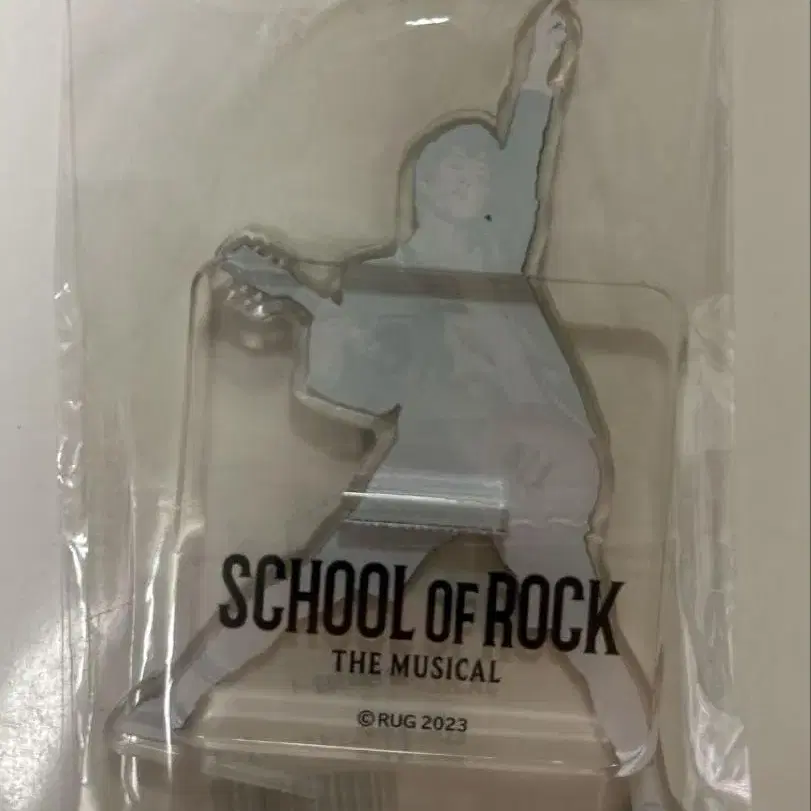 SCHOOL OF ROCK
THE MUSICAL
©RUG 2023